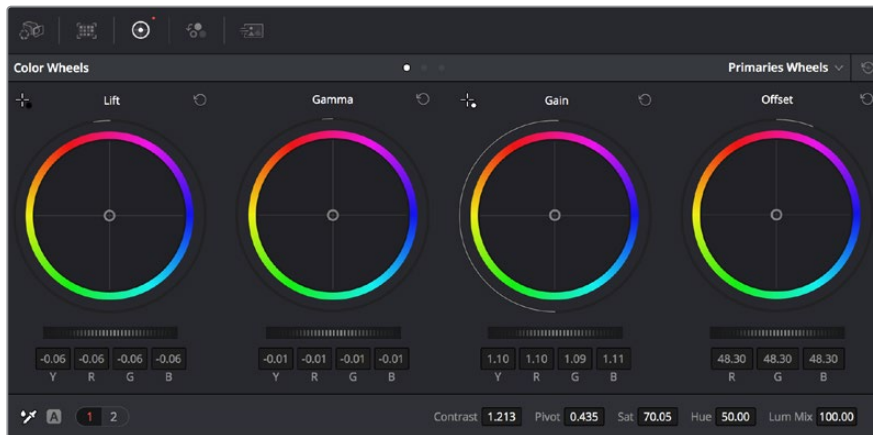 Color Wheels Primaries Wheels
Lift Gamma Gain Offset
-0.06 -0.06 -0.06 -0.06 -0.01 -0.01 -0.01 -0.01 1.10 1.10 1.09 1.11 48.30 48.30 48.30
Y R G B Y R G B Y R G B R G B
A 1 2 Contrast 1.213 Pivot 0.435 Sat 70.05 Hue 50.00 Lum Mix 100.00